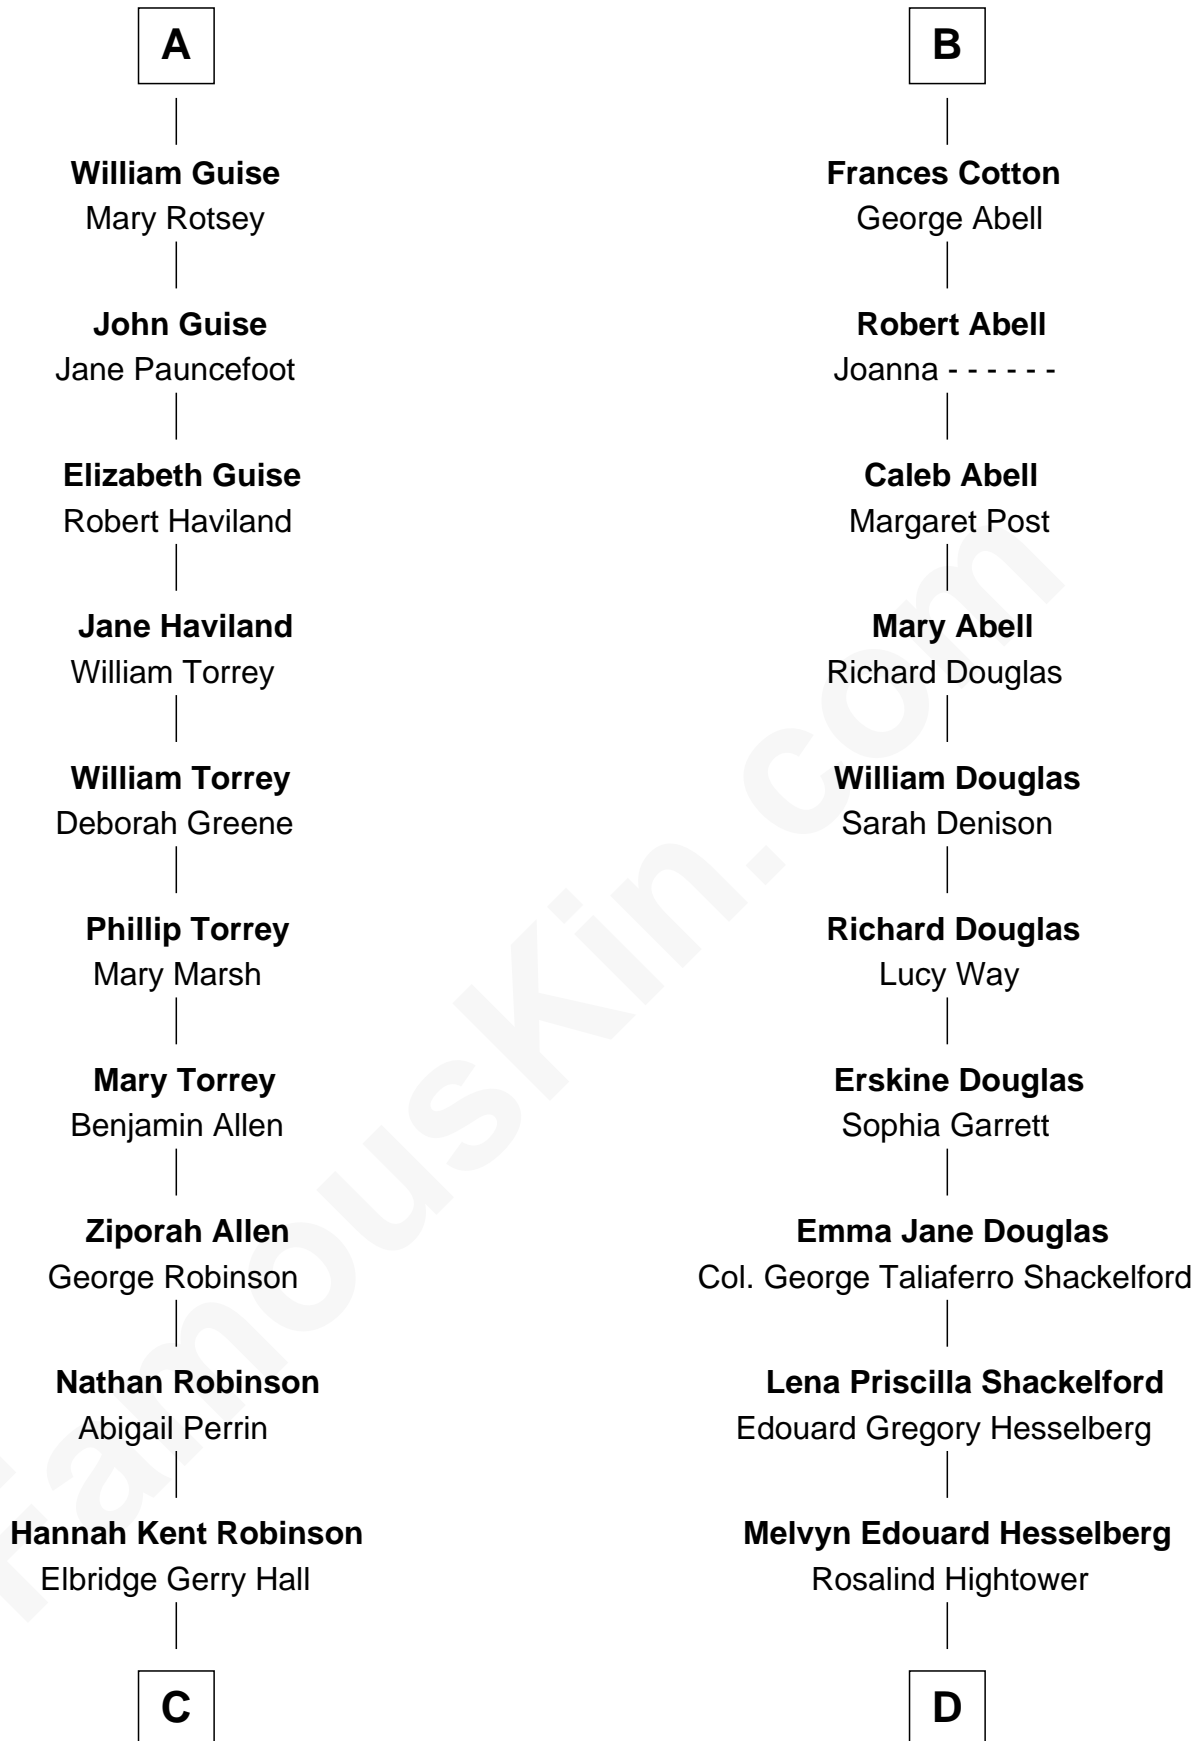 A
William Guise
Mary Rotsey
John Guise
Jane Pauncefoot
Elizabeth Guise
Robert Haviland
Jane Haviland
William Torrey
William Torrey
Deborah Greene
Phillip Torrey
Mary Marsh
Mary Torrey
Benjamin Allen
Ziporah Allen
George Robinson
Nathan Robinson
Abigail Perrin
Hannah Kent Robinson
Elbridge Gerry Hall
C
B
Frances Cotton
George Abell
Robert Abell
Joanna - - - - - -
Caleb Abell
Margaret Post
Mary Abell
Richard Douglas
William Douglas
Sarah Denison
Richard Douglas
Lucy Way
Erskine Douglas
Sophia Garrett
Emma Jane Douglas
Col. George Taliaferro Shackelford
Lena Priscilla Shackelford
Edouard Gregory Hesselberg
Melvyn Edouard Hesselberg
Rosalind Hightower
D
FamousKin.com